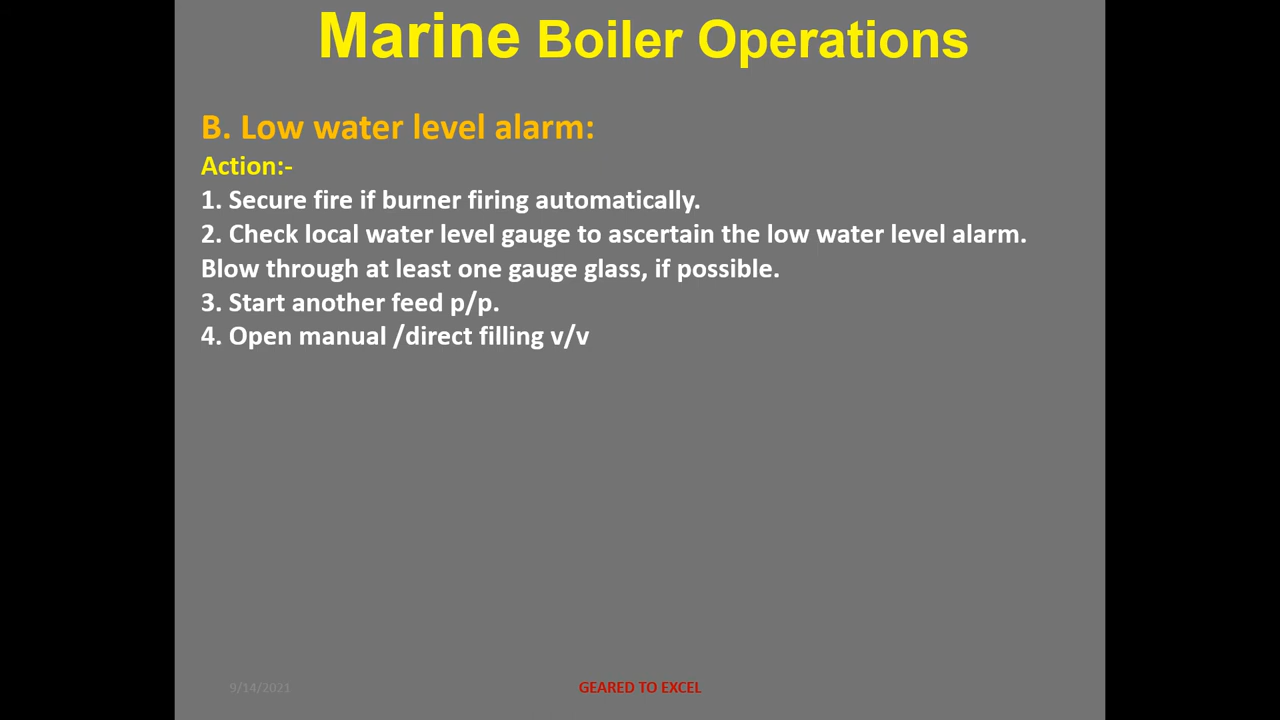 Marine Boiler Operations
B. Low water level alarm:
Action:-
1. Secure fire if burner firing automatically.
2. Check local water level gauge to ascertain the low water level alarm.
Blow through at least one gauge glass, if possible.
3. Start another feed p/p.
4. Open manual /direct filling v/v
9/14/2021
GEARED TO EXCEL